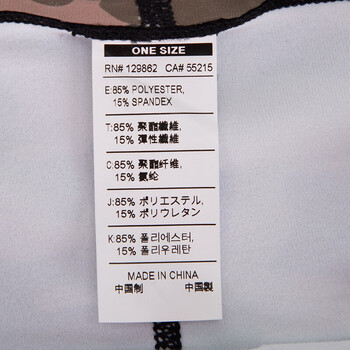 ONE SIZE
RN# 129862 CA# 55215
E:85% POLYESTER,
15% SPANDEX
T:85% 聚酯纖維,
15% 彈性纖維
C:85% 聚酯纤维,
15% 氨纶
J:85% ポリエステル,
15% ポリウレタン
K:85% 폴리에스터,
15% 폴리우레탄
MADE IN CHINA
中国制 中國製